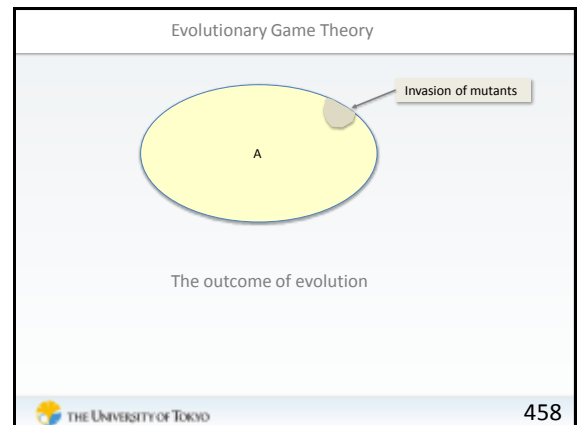 Evolutionary Game Theory
Invasion of mutants
A
The outcome of evolution
THE UNIVERSITY OF TOKYO
458